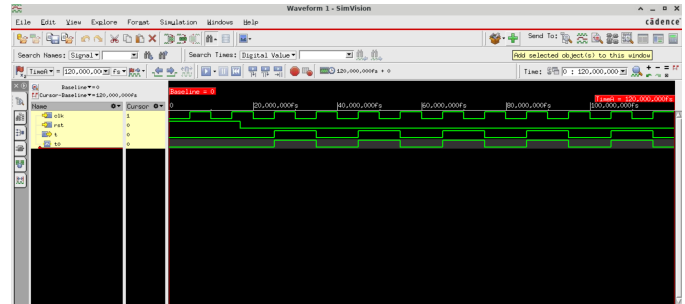 Waveform 1 - SimVision
File Edit View Explore Format Simulation Windows Help
cādence
Send To:
Search Names: Signal Search Times: Digital Value
Add selected object(s) to this window
TimeA = 120,000,00 fs
120,000,000fs + 0
Time: 0 : 120,000,000
Baseline = 0
Cursor-Baseline = 120,000,000fs
Baseline = 0
TimeA = 120,000,000fs
Name Cursor 0 20,000,000fs 40,000,000fs 60,000,000fs 80,000,000fs 100,000,000fs
clk 1
rst 0
t 0
t0 0